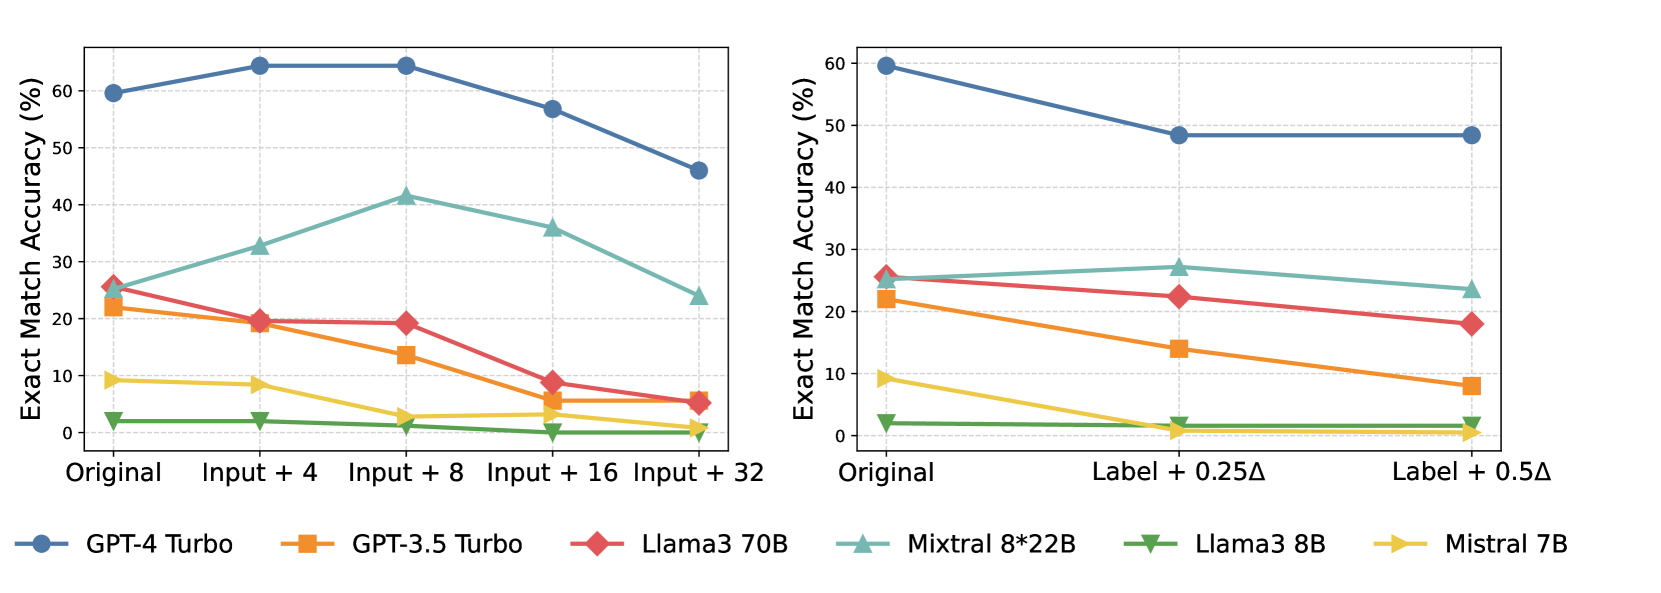 Exact Match Accuracy (%)
60
50
40
30
20
10
0
Original Input + 4 Input + 8 Input + 16 Input + 32
Exact Match Accuracy (%)
60
50
40
30
20
10
0
Original Label + 0.25Δ Label + 0.5Δ
GPT-4 Turbo GPT-3.5 Turbo Llama3 70B Mixtral 8*22B Llama3 8B Mistral 7B